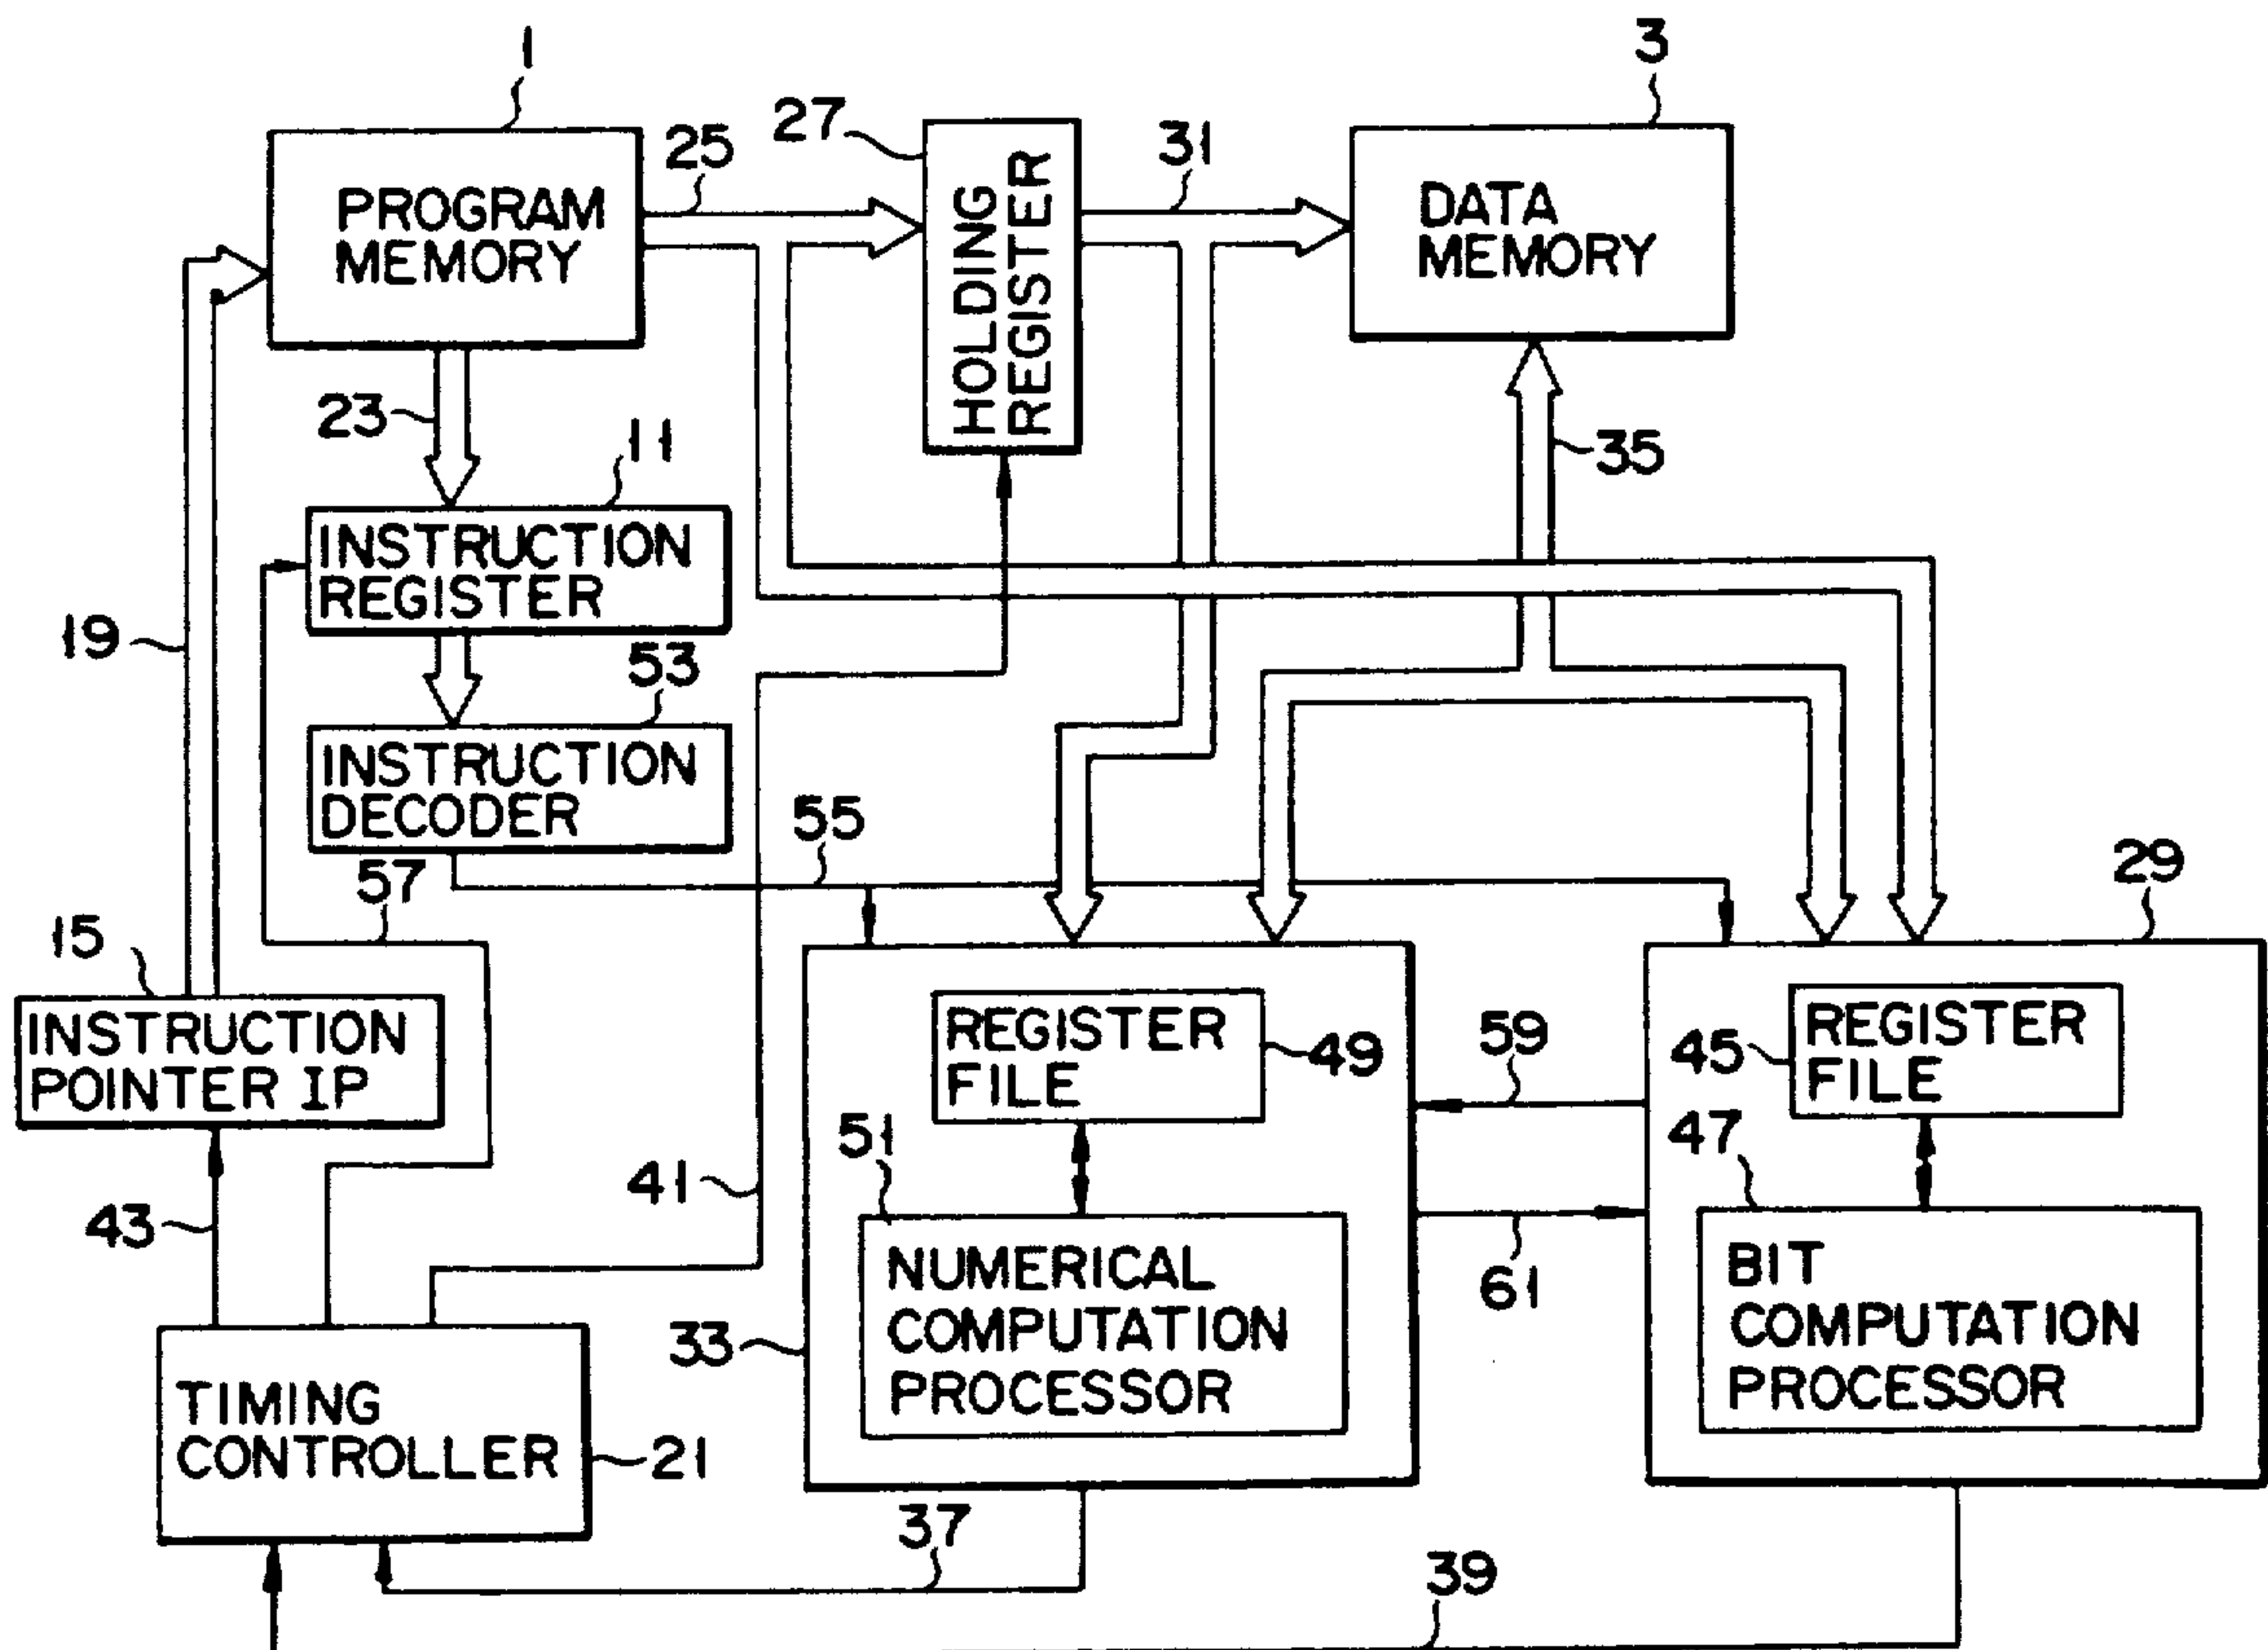 1
3
27
25
31
PROGRAM
MEMORY
HOLDING
REGISTER
DATA
MEMORY
23
11
35
INSTRUCTION
REGISTER
19
53
INSTRUCTION
DECODER
55
57
29
15
INSTRUCTION
POINTER IP
REGISTER
FILE
49
59
45
REGISTER
FILE
51
47
41
43
NUMERICAL
COMPUTATION
PROCESSOR
61
BIT
COMPUTATION
PROCESSOR
33
TIMING
CONTROLLER
21
37
39